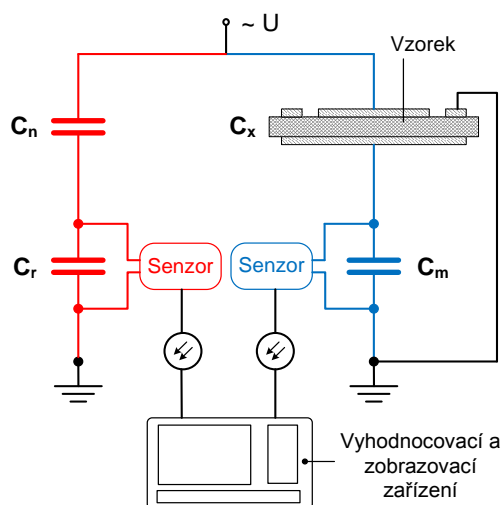 ~ U
Vzorek
Cn
Cx
Cr
Senzor
Senzor
Cm
Vyhodnocovací a
zobrazovací
zařízení